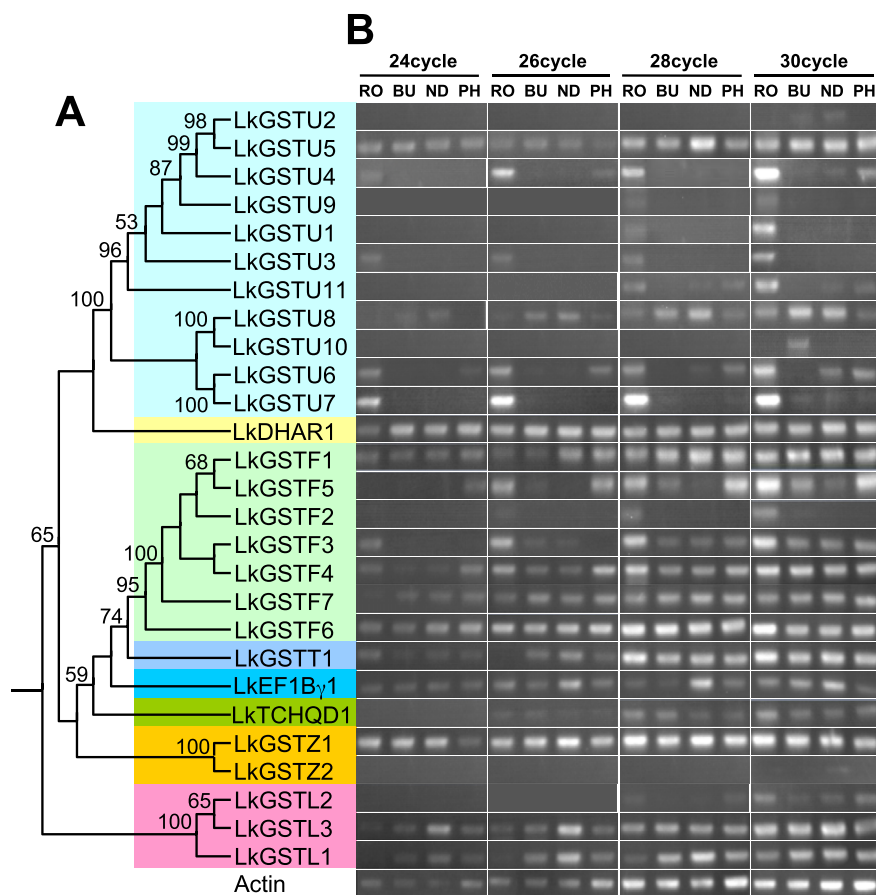 B
24cycle 26cycle 28cycle 30cycle
RO BU ND PH RO BU ND PH RO BU ND PH RO BU ND PH
A
98 LkGSTU2
99 LkGSTU5
87 LkGSTU4
LkGSTU9
53 LkGSTU1
96 LkGSTU3
LkGSTU11
100 100 LkGSTU8
LkGSTU10
LkGSTU6
100 LkGSTU7
LkDHAR1
68 LkGSTF1
LkGSTF5
LkGSTF2
65 100 LkGSTF3
95 LkGSTF4
74 LkGSTF7
LkGSTF6
59 LkGSTT1
LkEF1Bγ1
LkTCHQD1
100 LkGSTZ1
LkGSTZ2
65 LkGSTL2
100 LkGSTL3
LkGSTL1
Actin